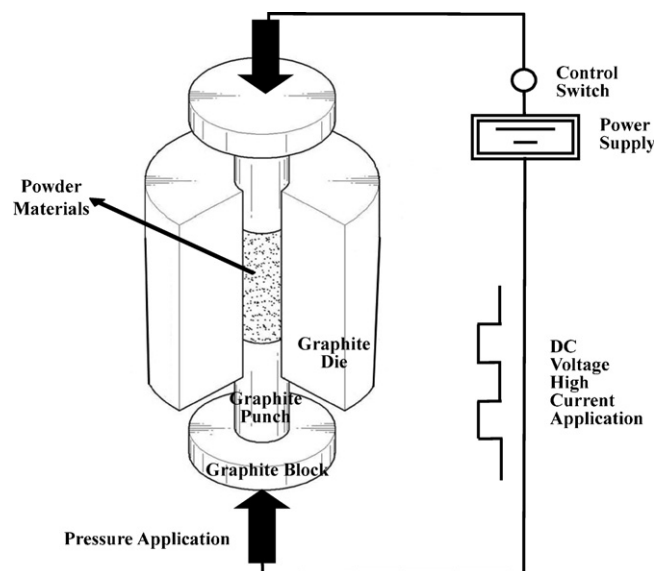 Control
Switch
Power
Supply
Powder
Materials
Graphite
Die
DC
Voltage
High
Current
Application
Graphite
Punch
Graphite Block
Pressure Application